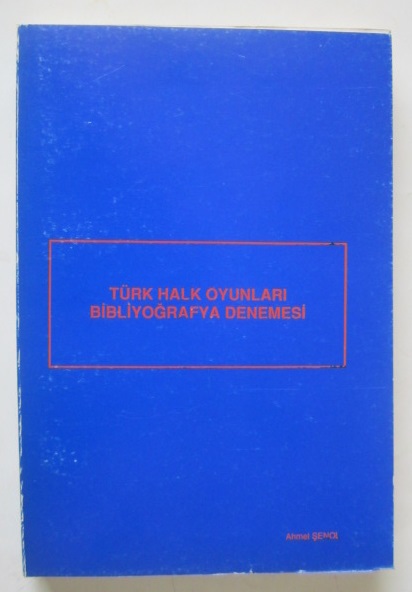 TÜRK HALK OYUNLARI
BİBLİYOĞRAFYA DENEMESİ
Ahmet ŞENOL